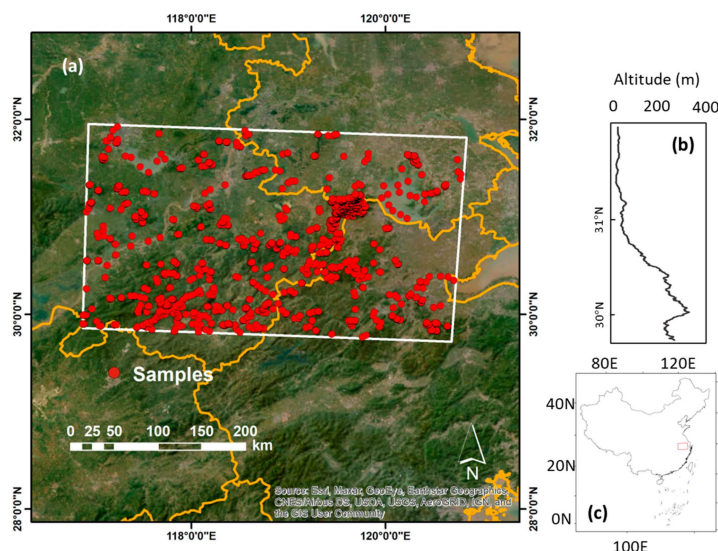 118°0'0"E 120°0'0"E
(a)
32°0'0"N 32°0'0"N
30°0'0"N 30°0'0"N
28°0'0"N
Samples
0 25 50 100 150 200
km
N
Source: Esri, Maxar, GeoEye, Earthstar Geographics,
CNES/Airbus DS, USDA, USGS, AeroGRID, IGN, and
the GIS User Community
118°0'0"E 120°0'0"E
Altitude (m)
0 200 400
(b)
31°N
30°N
80E 120E
40N
20N
0N
(c)
100E